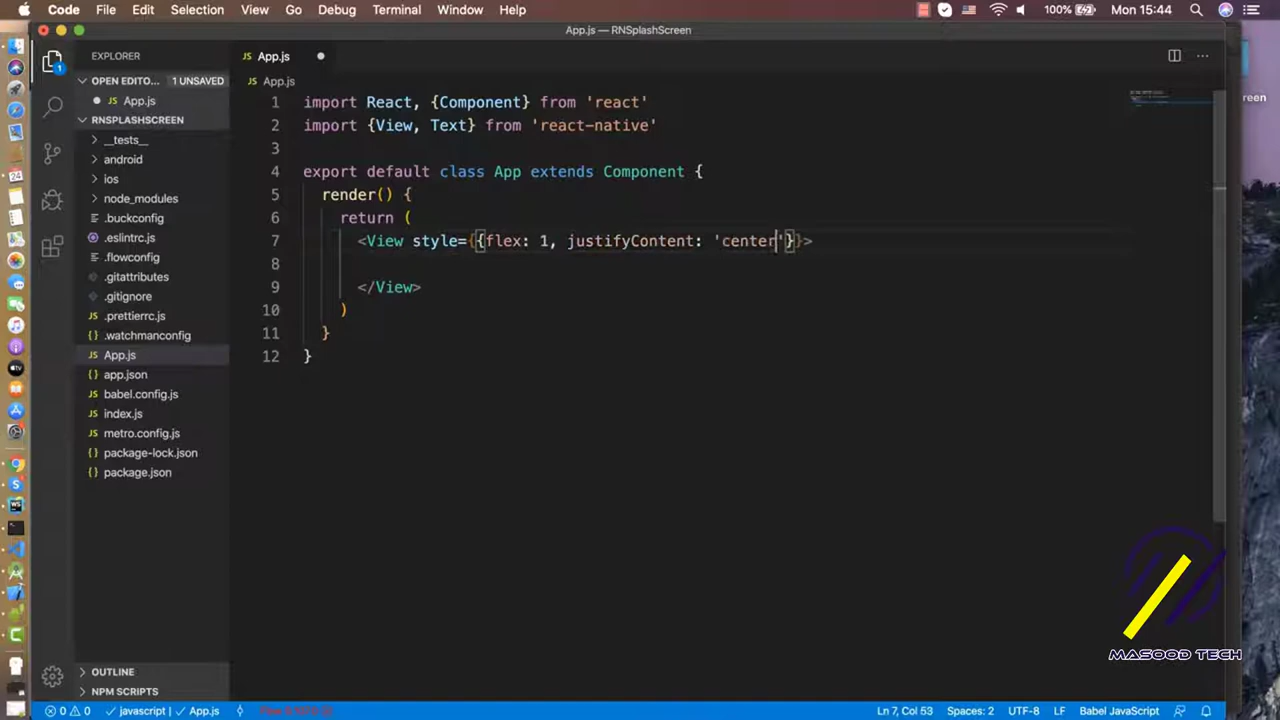 Code File Edit Selection View Go Debug Terminal Window Help 100% Mon 15:44
App.js — RNSplashScreen
EXPLORER
App.js
OPEN EDITO... 1 UNSAVED
App.js
App.js
RNSPLASHSCREEN
__tests__
android
ios
node_modules
.buckconfig
.eslintrc.js
.flowconfig
.gitattributes
.gitignore
.prettierrc.js
.watchmanconfig
App.js
app.json
babel.config.js
index.js
metro.config.js
package-lock.json
package.json
OUTLINE
NPM SCRIPTS
1 import React, {Component} from 'react'
2 import {View, Text} from 'react-native'
3
4 export default class App extends Component {
5 render() {
6 return (
7 <View style={{flex: 1, justifyContent: 'center'}}>
8
9 </View>
10 )
11 }
12 }
reen
MASOOD TECH
0 0 javascript App.js
Ln 7, Col 53 Spaces: 2 UTF-8 LF Babel JavaScript